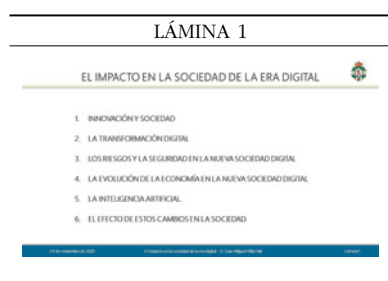 LÁMINA 1
EL IMPACTO EN LA SOCIEDAD DE LA ERA DIGITAL
1. INNOVACIÓN Y SOCIEDAD
2. LA TRANSFORMACIÓN DIGITAL
3. LOS RIESGOS Y LA SEGURIDAD EN LA NUEVA SOCIEDAD DIGITAL
4. LA EVOLUCIÓN DE LA ECONOMÍA EN LA NUEVA SOCIEDAD DIGITAL
5. LA INTELIGENCIA ARTIFICIAL.
6. EL EFECTO DE ESTOS CAMBIOS EN LA SOCIEDAD.